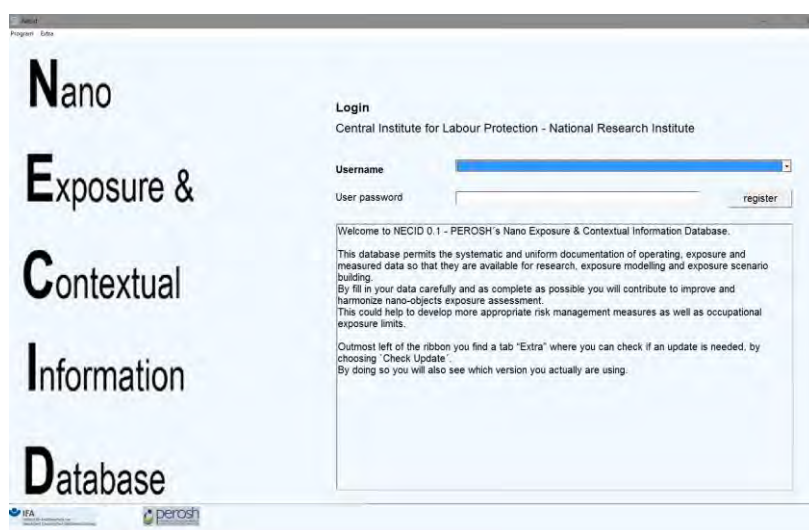 Necid
Program Extra
Nano
Exposure &
Contextual
Information
Database
Login
Central Institute for Labour Protection - National Research Institute
Username
User password
register
Welcome to NECID 0.1 - PEROSH´s Nano Exposure & Contextual Information Database.
This database permits the systematic and uniform documentation of operating, exposure and
measured data so that they are available for research, exposure modelling and exposure scenario
building.
By fill in your data carefully and as complete as possible you will contribute to improve and
harmonize nano-objects exposure assessment.
This could help to develop more appropriate risk management measures as well as occupational
exposure limits.
Outmost left of the ribbon you find a tab "Extra" where you can check if an update is needed, by
choosing `Check Update´.
By doing so you will also see which version you actually are using.
IFA
perosh